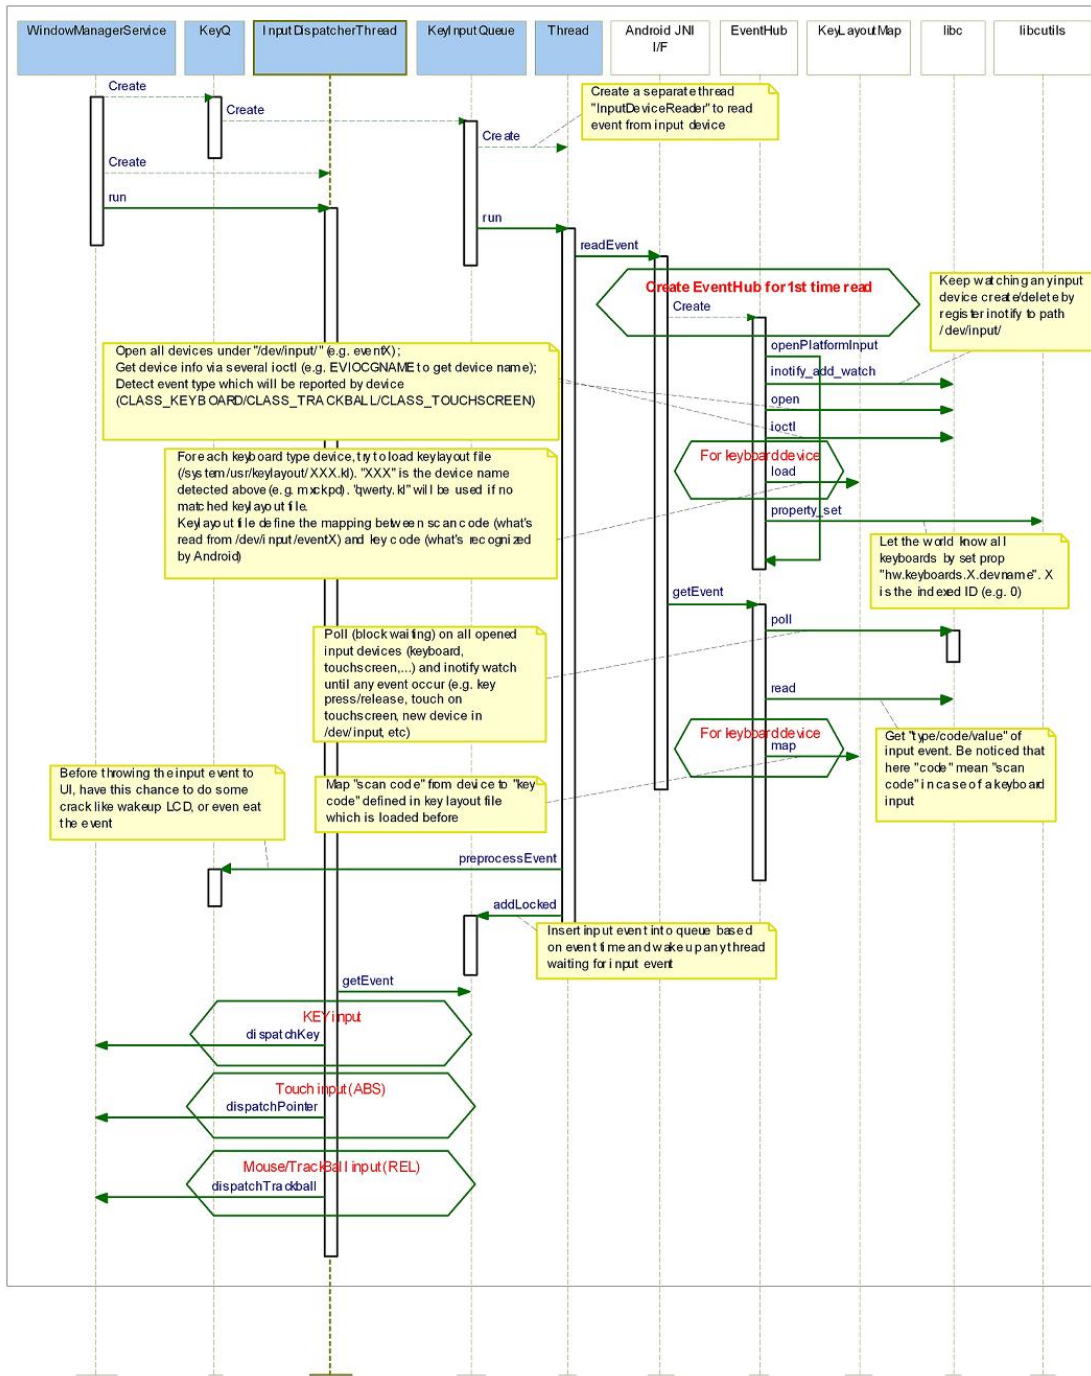 WindowManagerService
KeyQ
InputDispatcherThread
KeyInputQueue
Thread
Android JNI
I/F
EventHub
KeyLayoutMap
libc
libcutils
Create
Create
Create
Create a separate thread
"InputDeviceReader" to read
event from input device
Create
run
run
readEvent
Create EventHub for 1st time read
Create
Keep watching any input
device create/delete by
register inotify to path
/dev/input/
openPlatformInput
Open all devices under "/dev/input/" (e.g. eventX);
Get device info via several ioctl (e.g. EVIOCGNAME to get device name);
Detect event type which will be reported by device
(CLASS_KEYBOARD/CLASS_TRACKBALL/CLASS_TOUCHSCREEN)
inotify_add_watch
open
ioctl
For keyboard device
load
For each keyboard type device, try to load keylayout file
(/system/usr/keylayout/XXX.kl). "XXX" is the device name
detected above (e.g. mxckpd). "qwerty.kl" will be used if no
matched keylayout file.
Keylayout file define the mapping between scan code (what's
read from /dev/input/eventX) and key code (what's recognized
by Android)
property_set
Let the world know all
keyboards by set prop
"hw.keyboards.X.devname". X
is the indexed ID (e.g. 0)
getEvent
poll
Poll (block waiting) on all opened
input devices (keyboard,
touchscreen,...) and inotify watch
until any event occur (e.g. key
press/release, touch on
touchscreen, new device in
/dev/input, etc)
read
For keyboard device
map
Get "type/code/value" of
input event. Be noticed that
here "code" mean "scan
code" in case of a keyboard
input
Before throwing the input event to
UI, have this chance to do some
crack like wakeup LCD, or even eat
the event
Map "scan code" from device to "key
code" defined in key layout file
which is loaded before
preprocessEvent
addLocked
Insert input event into queue based
on event time and wake up any thread
waiting for input event
getEvent
KEY input
dispatchKey
Touch input (ABS)
dispatchPointer
Mouse/TrackBall input (REL)
dispatchTrackball